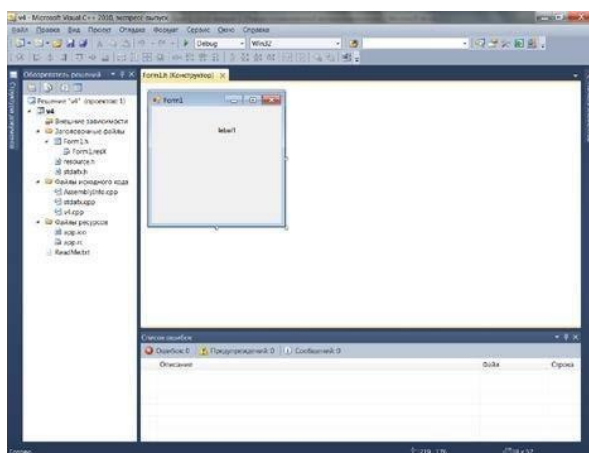 v4 - Microsoft Visual C++ 2010, экспресс-выпуск
Файл Правка Вид Проект Отладка Формат Сервис Окно Справка
Debug Win32
Обозреватель решений
Form1.h [Конструктор]
Решение "v4" (проектов: 1)
v4
Внешние зависимости
Заголовочные файлы
Form1.h
Form1.resX
resource.h
stdafx.h
Файлы исходного кода
AssemblyInfo.cpp
stdafx.cpp
v4.cpp
Файлы ресурсов
app.ico
app.rc
ReadMe.txt
Form1
label1
Список ошибок
Ошибок: 0 Предупреждений: 0 Сообщений: 0
Описание Файл Строка